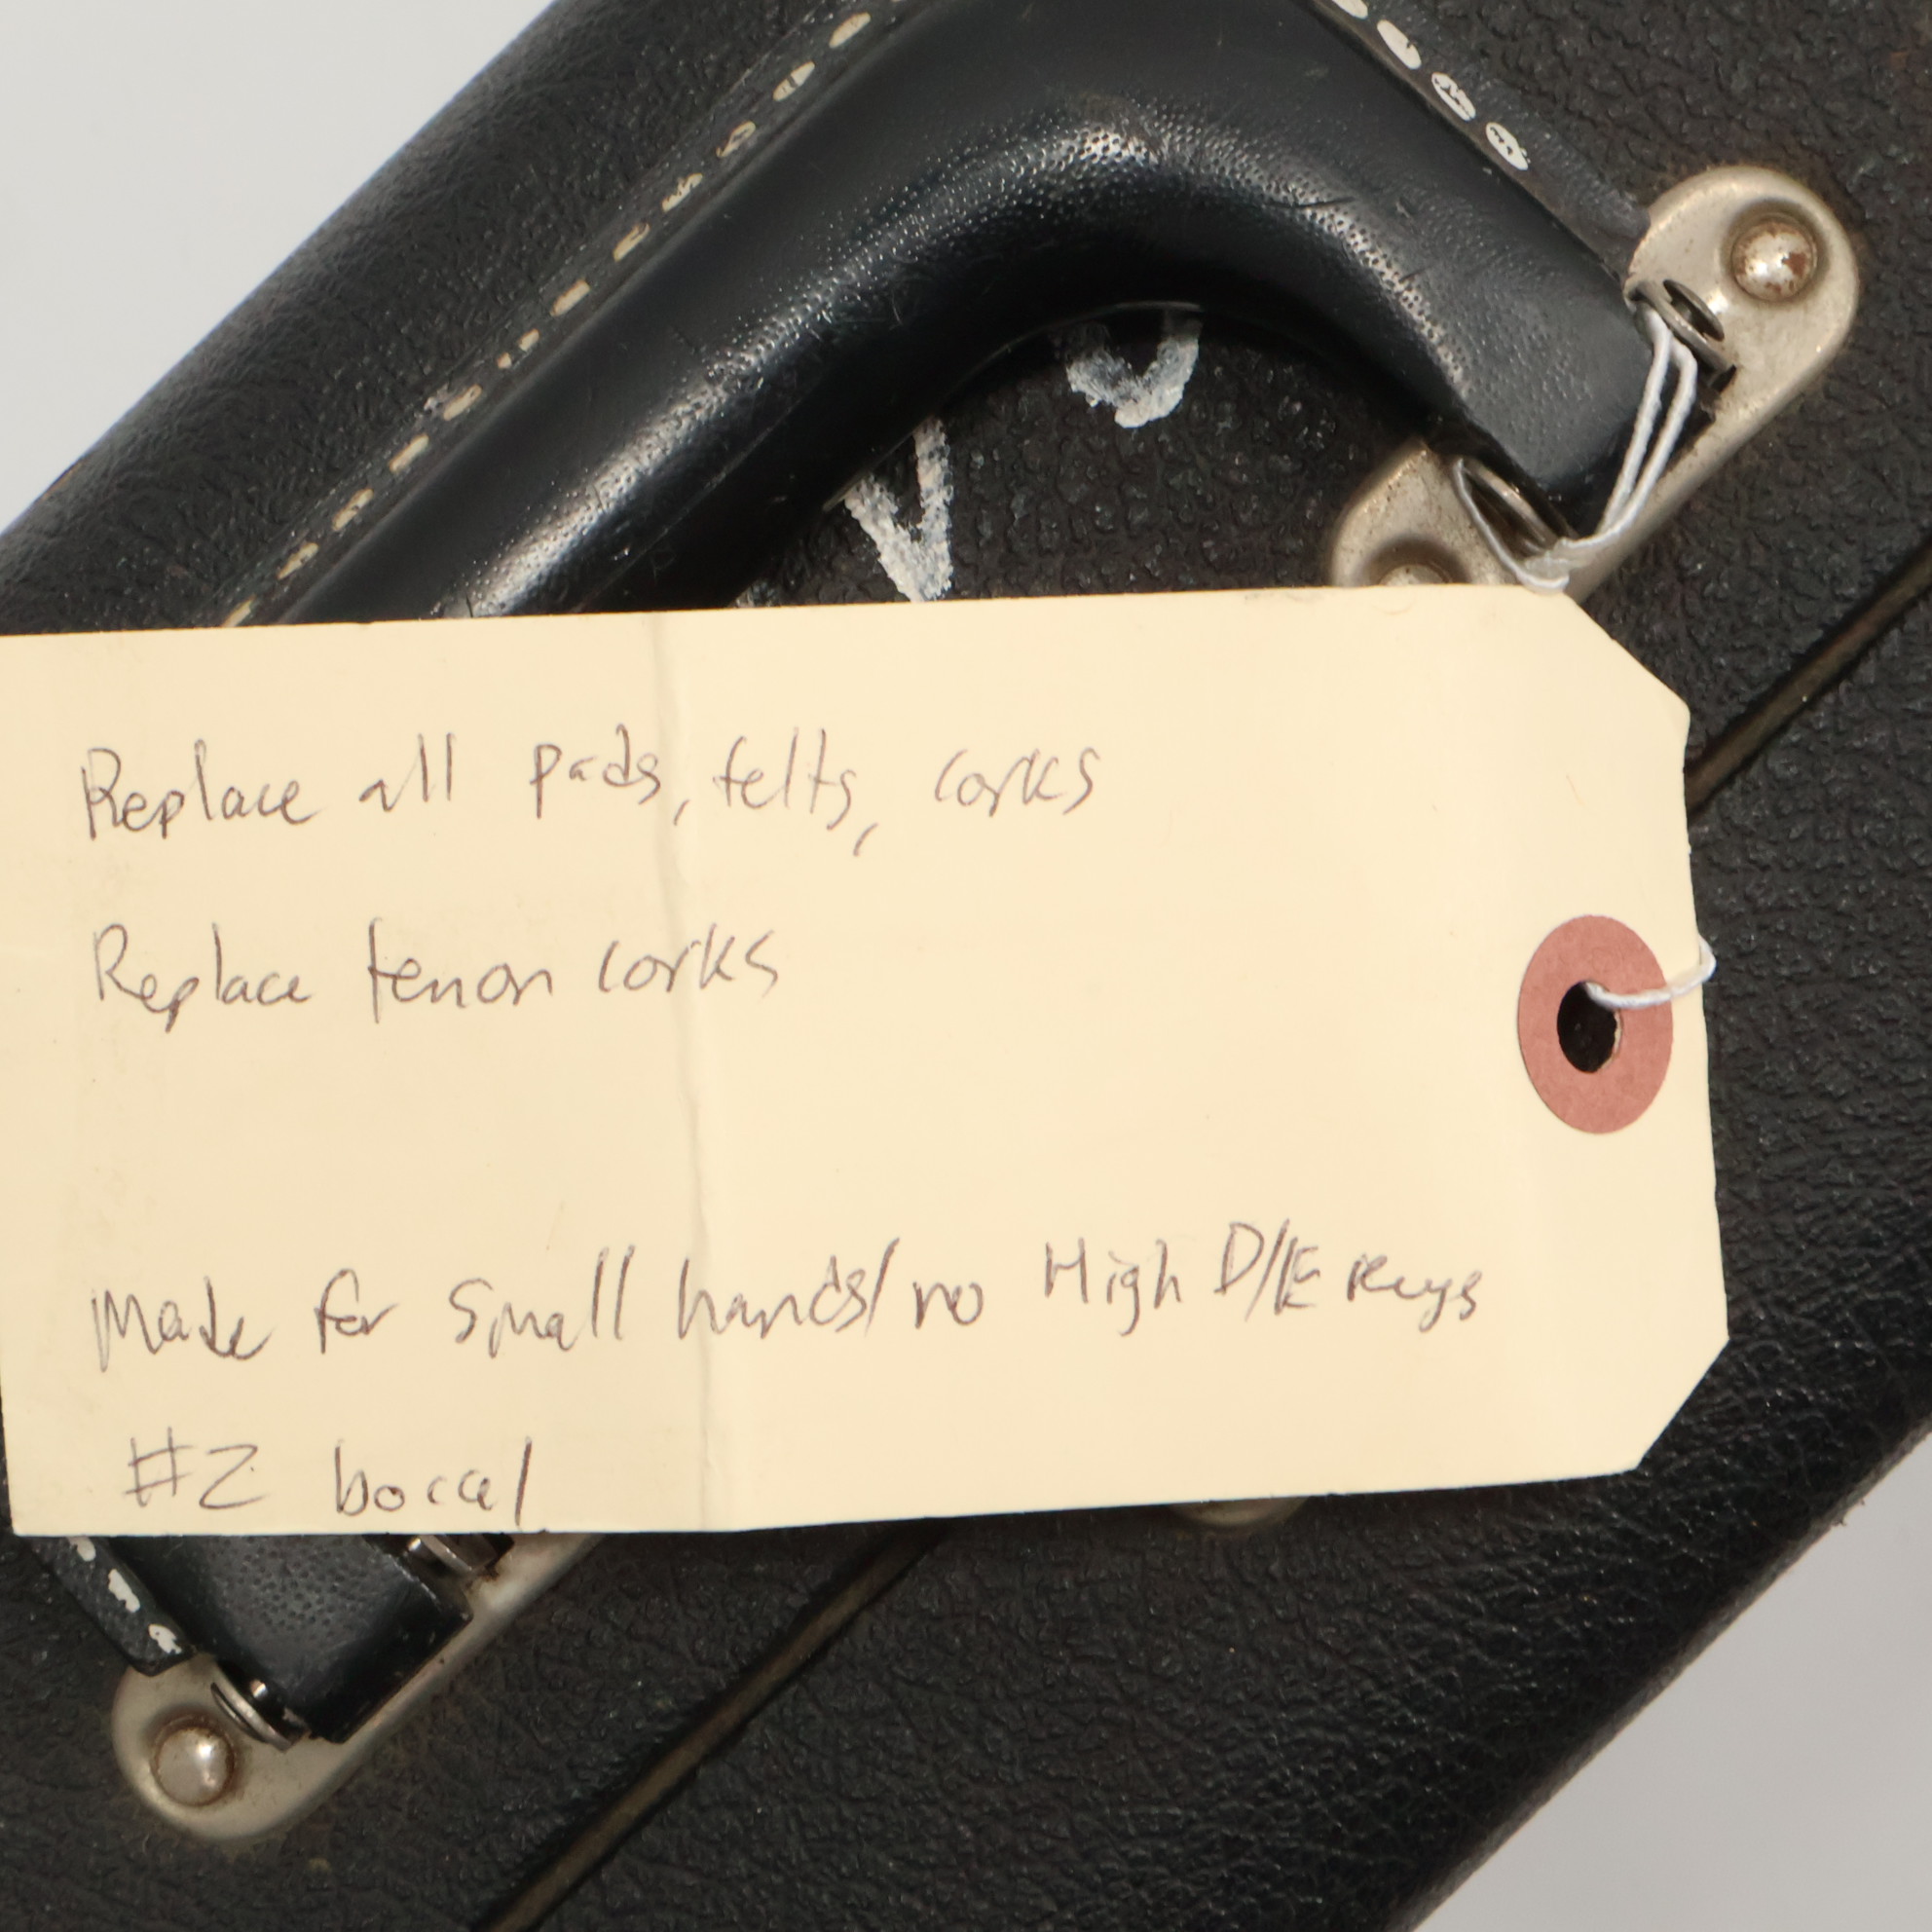 Replace all pads, felts, corks
Replace tenon corks
Made for small hands/no High D/E keys
#2 bocal